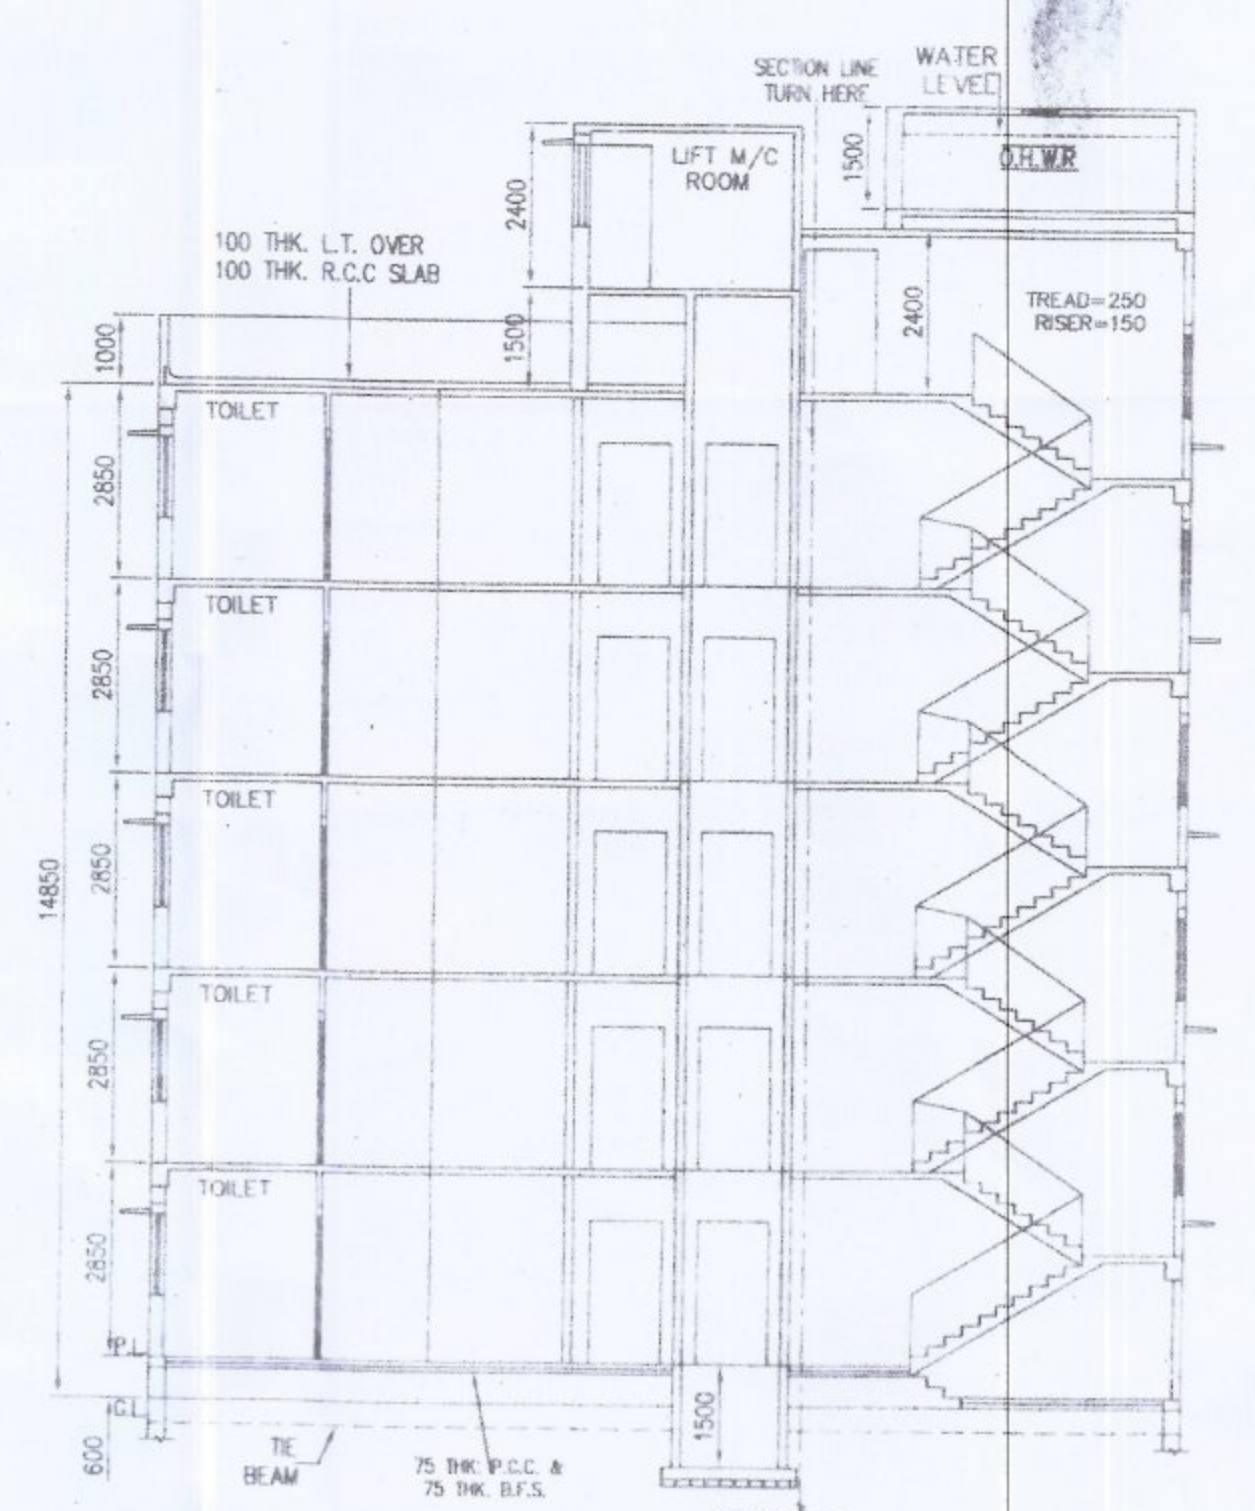 SECTION LINE
TURN HERE
WATER
LEVEL
LIFT M/C
ROOM
1500
O.H.W.R
2400
100 THK. L.T. OVER
100 THK. R.C.C SLAB
2400
TREAD=250
RISER=150
1000
1500
TOILET
2850
TOILET
2850
TOILET
2850
14850
TOILET
2850
TOILET
2850
P.L
G.L
1500
600
TIE
BEAM
75 THK. P.C.C. &
75 THK. B.F.S.